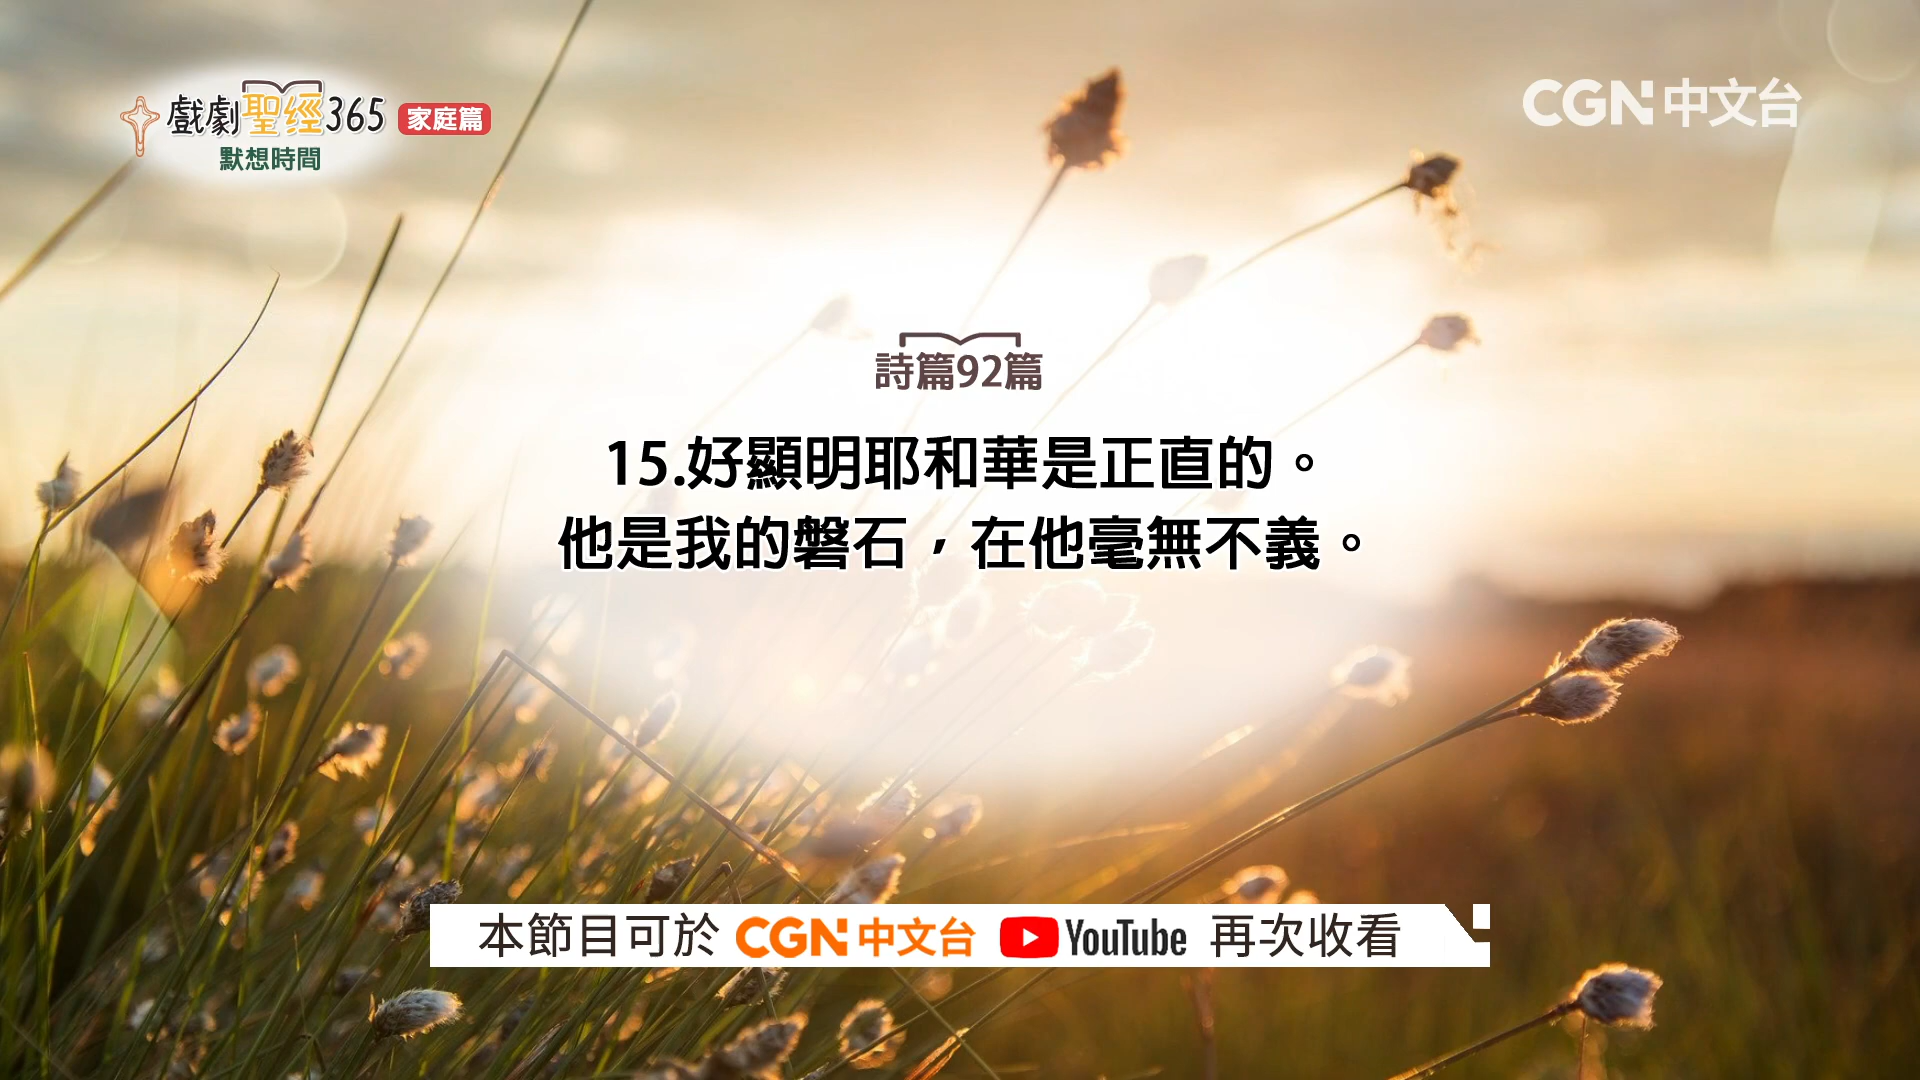 戲劇聖經365 家庭篇
默想時間
CGN中文台
詩篇92篇
15.好顯明耶和華是正直的。
他是我的磐石，在他毫無不義。
本節目可於 CGN中文台 YouTube 再次收看